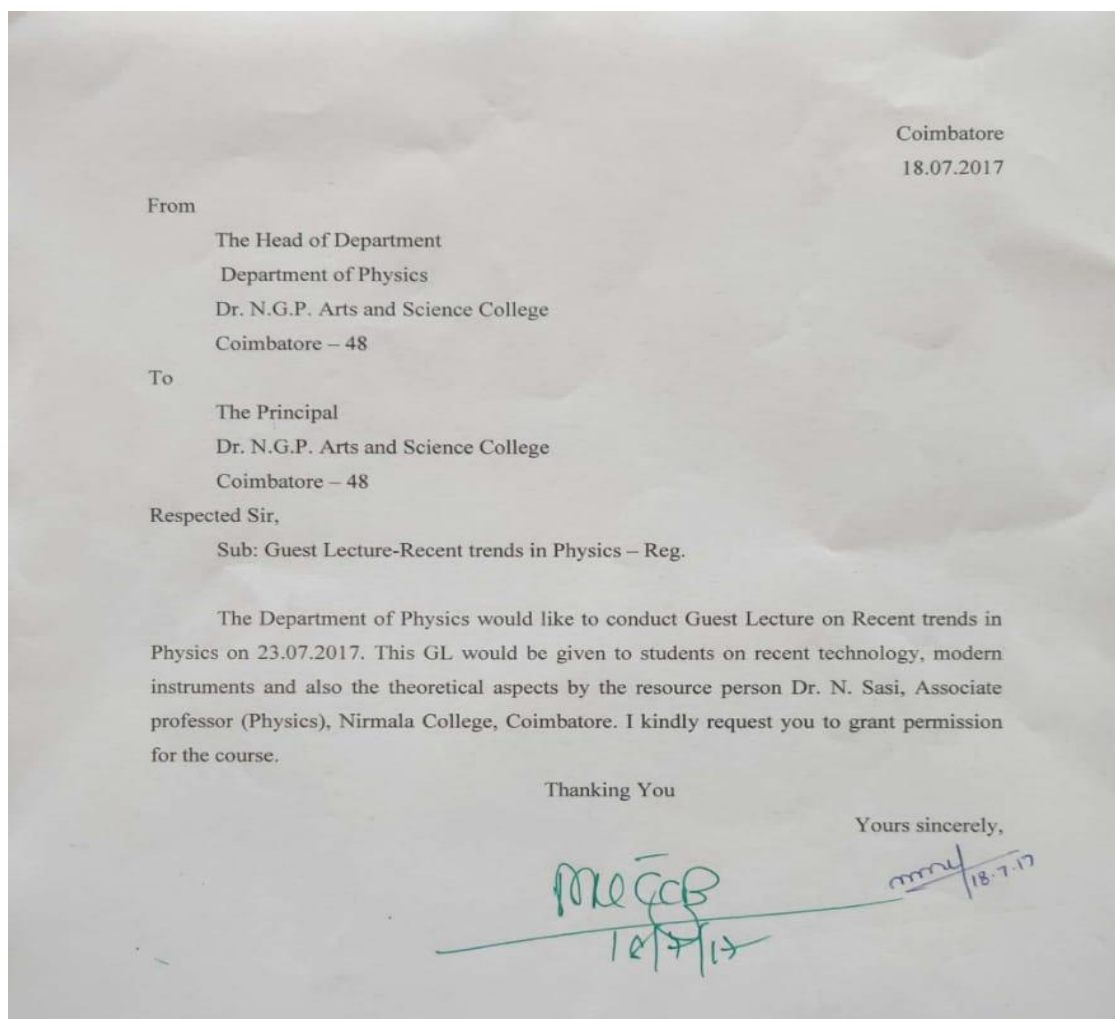 Coimbatore
18.07.2017
From
The Head of Department
Department of Physics
Dr. N.G.P. Arts and Science College
Coimbatore – 48
To
The Principal
Dr. N.G.P. Arts and Science College
Coimbatore – 48
Respected Sir,
Sub: Guest Lecture-Recent trends in Physics – Reg.
The Department of Physics would like to conduct Guest Lecture on Recent trends in
Physics on 23.07.2017. This GL would be given to students on recent technology, modern
instruments and also the theoretical aspects by the resource person Dr. N. Sasi, Associate
professor (Physics), Nirmala College, Coimbatore. I kindly request you to grant permission
for the course.
Thanking You
Yours sincerely,
18.7.17
18/7/17